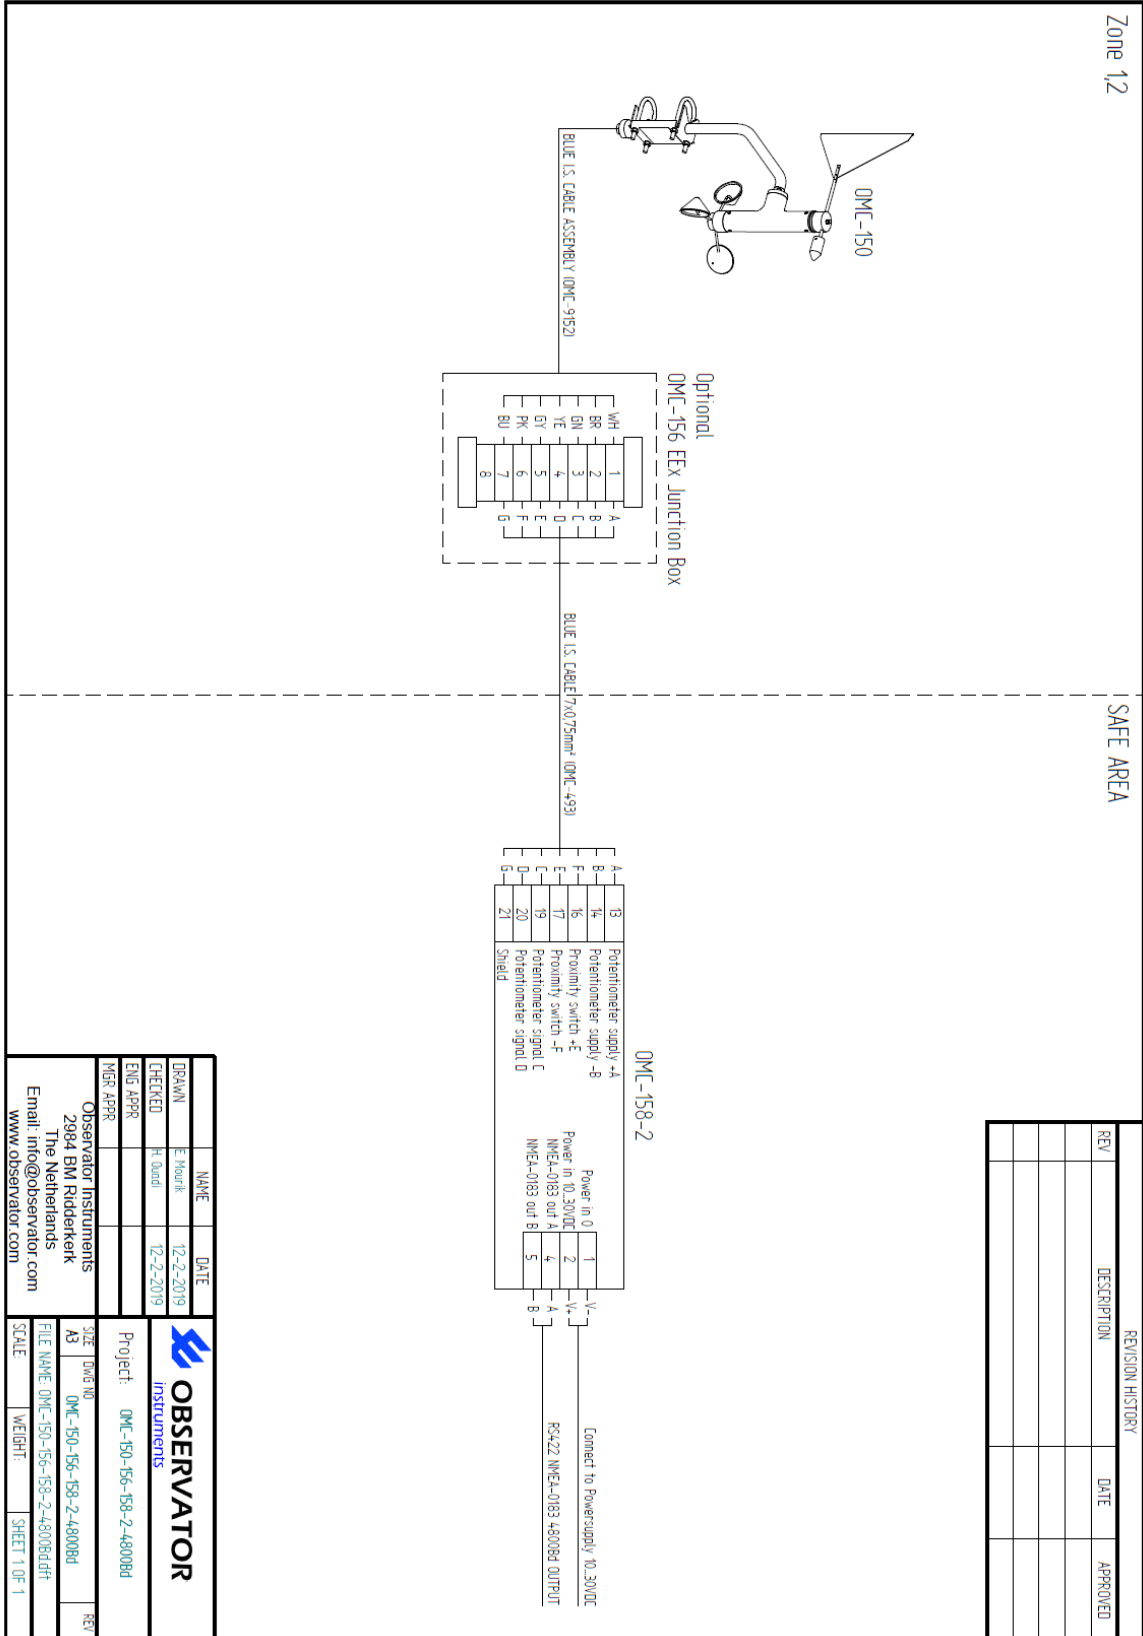 Zone 1,2
SAFE AREA
OMC-150
BLUE I.S. CABLE ASSEMBLY (OMC-9152)
Optional
OMC-156 EEx Junction Box
WH 1 A
BR 2 B
GN 3 C
YE 4 D
GY 5 E
PK 6 F
BU 7 G
8
BLUE I.S. CABLE 7x0,75mm² (OMC-493)
OMC-158-2
A 13 Potentiometer supply +A
B 14 Potentiometer supply -B
F 16 Proximity switch +E
E 17 Proximity switch -F
C 19 Potentiometer signal C
D 20 Potentiometer signal D
G 21 Shield
Power in 0 1 V-
Power in 10..30VDC 2 V+
NMEA-0183 out A 4 A
NMEA-0183 out B 5 B
Connect to Powersupply 10..30VDC
RS422 NMEA-0183 4800Bd OUTPUT
REVISION HISTORY
REV DESCRIPTION DATE APPROVED
NAME DATE
DRAWN E. Mourik 12-2-2019
CHECKED H. Dundi 12-2-2019
ENG APPR
MGR APPR
Observator Instruments
2984 BM Ridderkerk
The Netherlands
Email: info@observator.com
www.observator.com
OBSERVATOR
instruments
Project: OMC-150-156-158-2-4800Bd
SIZE DWG NO REV
A3 OMC-150-156-158-2-4800Bd
FILE NAME: OMC-150-156-158-2-4800Bd.dft
SCALE: WEIGHT: SHEET 1 OF 1